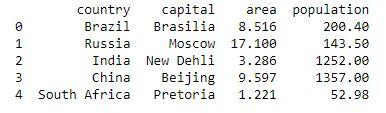 country capital area population
0 Brazil Brasilia 8.516 200.40
1 Russia Moscow 17.100 143.50
2 India New Dehli 3.286 1252.00
3 China Beijing 9.597 1357.00
4 South Africa Pretoria 1.221 52.98